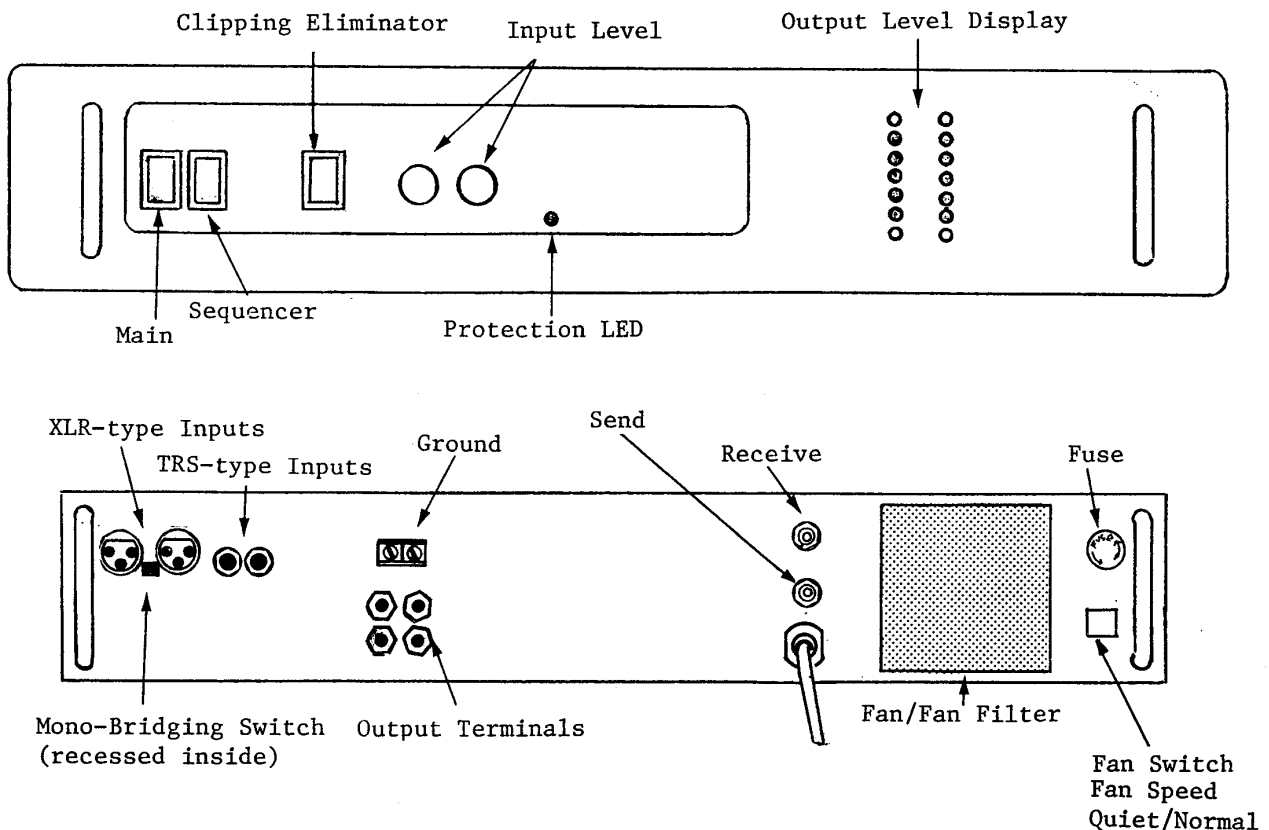 Clipping Eliminator
Input Level
Output Level Display
Main
Sequencer
Protection LED
XLR-type Inputs
TRS-type Inputs
Ground
Send
Receive
Fuse
FUSE
Mono-Bridging Switch
(recessed inside)
Output Terminals
Fan/Fan Filter
Fan Switch
Fan Speed
Quiet/Normal